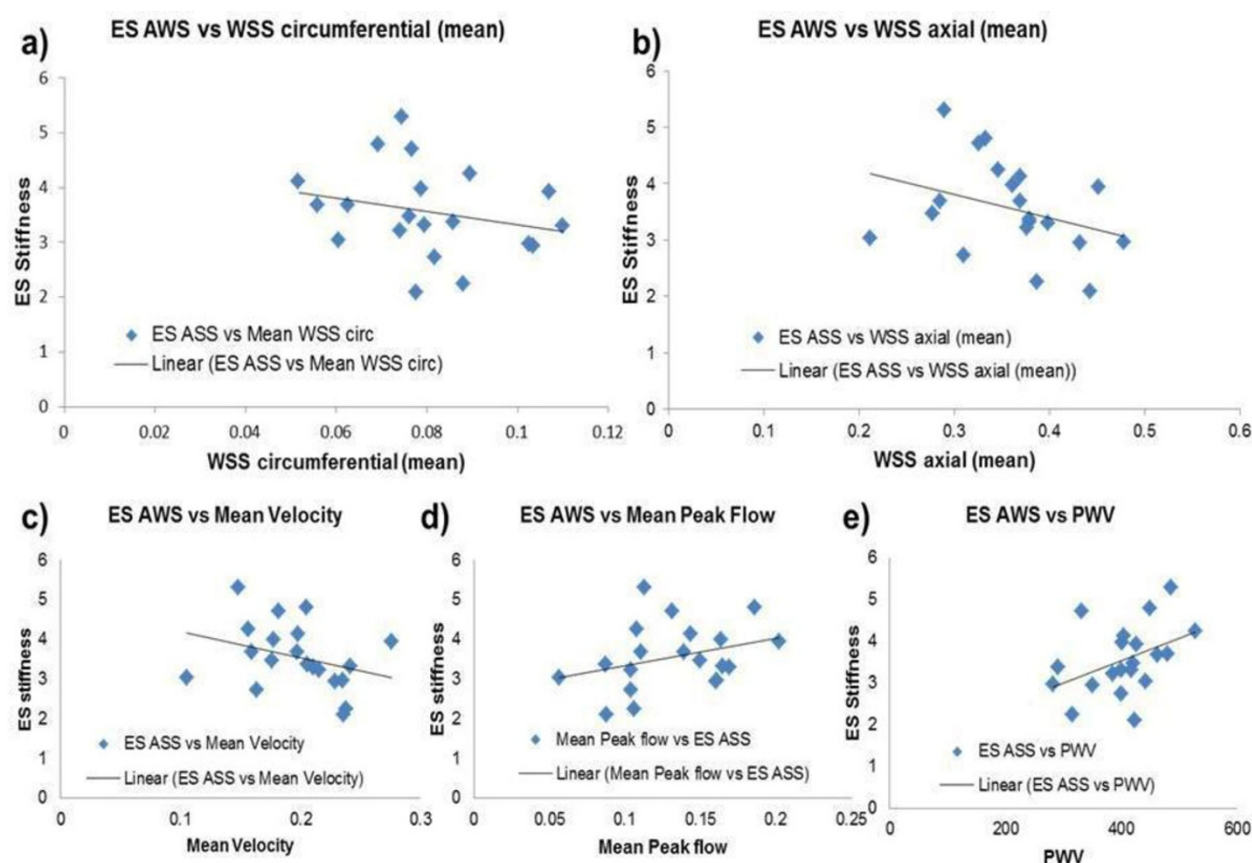 a)
ES AWS vs WSS circumferential (mean)
6
5
4
3
2
1
0
ES Stiffness
ES ASS vs Mean WSS circ
Linear (ES ASS vs Mean WSS circ)
0 0.02 0.04 0.06 0.08 0.1 0.12
WSS circumferential (mean)
b)
ES AWS vs WSS axial (mean)
6
5
4
3
2
1
0
ES Stiffness
ES ASS vs WSS axial (mean)
Linear (ES ASS vs WSS axial (mean))
0 0.1 0.2 0.3 0.4 0.5 0.6
WSS axial (mean)
c)
ES AWS vs Mean Velocity
6
5
4
3
2
1
0
ES stiffness
ES ASS vs Mean Velocity
Linear (ES ASS vs Mean Velocity)
0 0.1 0.2 0.3
Mean Velocity
d)
ES AWS vs Mean Peak Flow
6
5
4
3
2
1
0
ES stiffness
Mean Peak flow vs ES ASS
Linear (Mean Peak flow vs ES ASS)
0 0.05 0.1 0.15 0.2 0.25
Mean Peak flow
e)
ES AWS vs PWV
6
5
4
3
2
1
0
ES Stiffness
ES ASS vs PWV
Linear (ES ASS vs PWV)
0 200 400 600
PWV